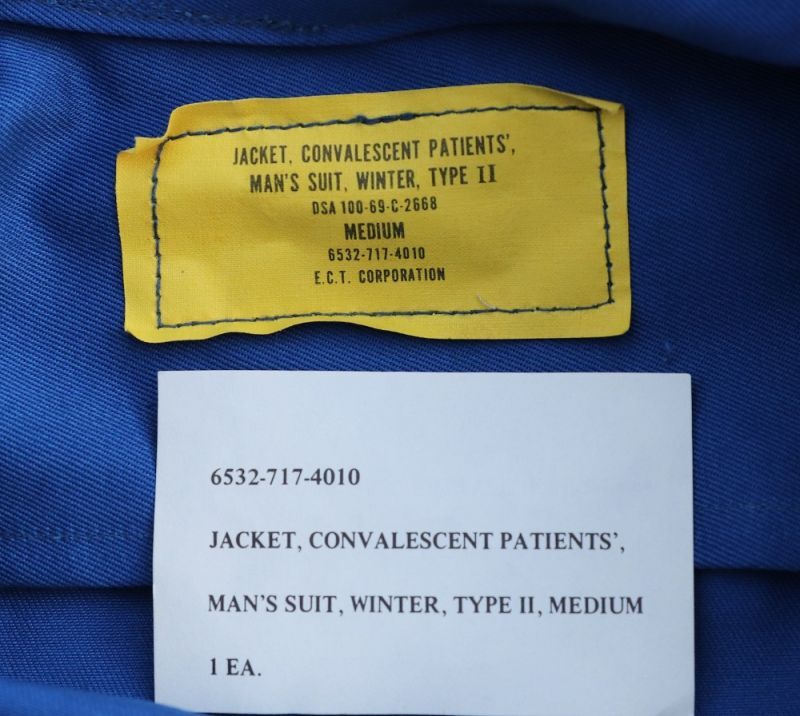 JACKET, CONVALESCENT PATIENTS',
MAN'S SUIT, WINTER, TYPE II
DSA 100-69-C-2668
MEDIUM
6532-717-4010
E.C.T. CORPORATION
6532-717-4010
JACKET, CONVALESCENT PATIENTS',
MAN'S SUIT, WINTER, TYPE II, MEDIUM
1 EA.